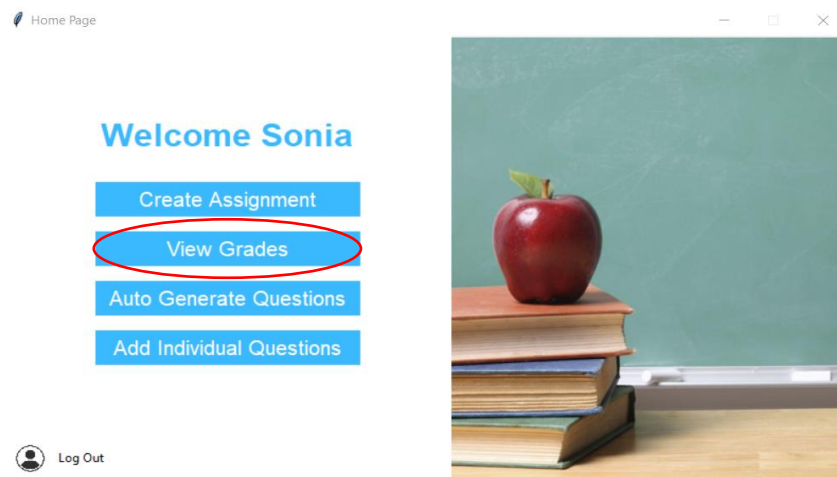 Home Page
Welcome Sonia
Create Assignment
View Grades
Auto Generate Questions
Add Individual Questions
Log Out